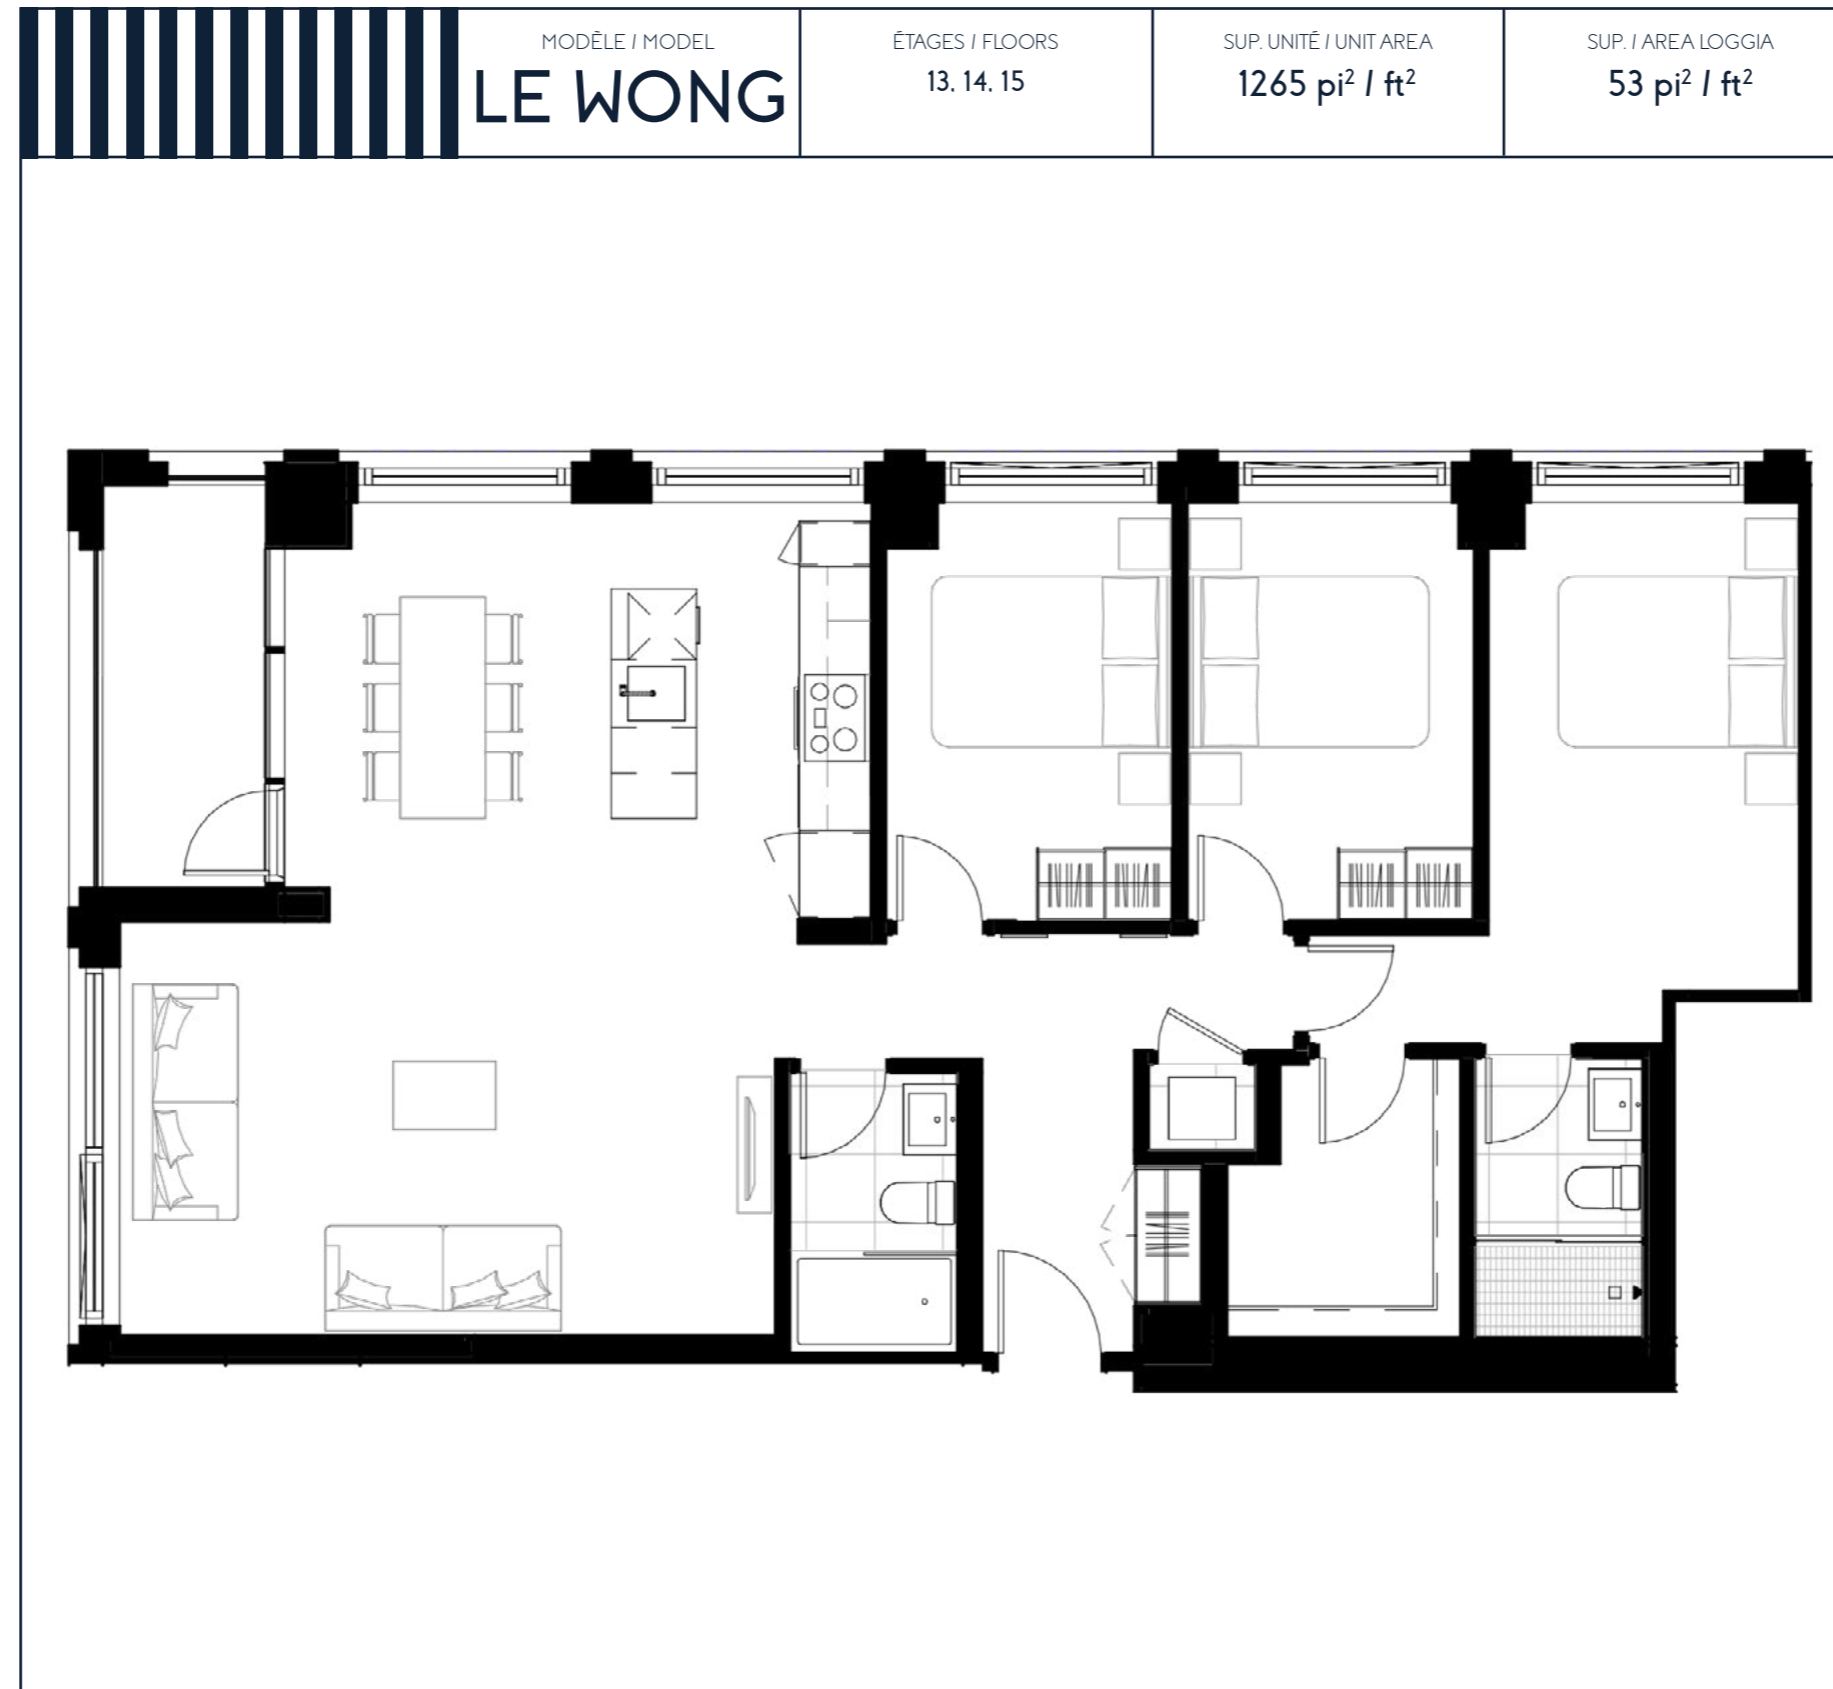 MODÈLE / MODEL
LE WONG
ÉTAGES / FLOORS
13, 14, 15
SUP. UNITÉ / UNIT AREA
1265 pi² / ft²
SUP. / AREA LOGGIA
53 pi² / ft²